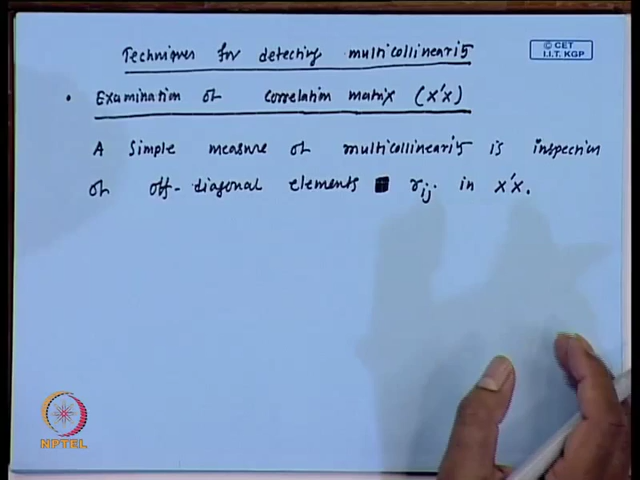 Techniques for detecting multicollinearity
© CET
I.I.T. KGP
• Examination of correlation matrix (X'X)
A simple measure of multicollinearity is inspection
of off-diagonal elements rij in X'X.
NPTEL